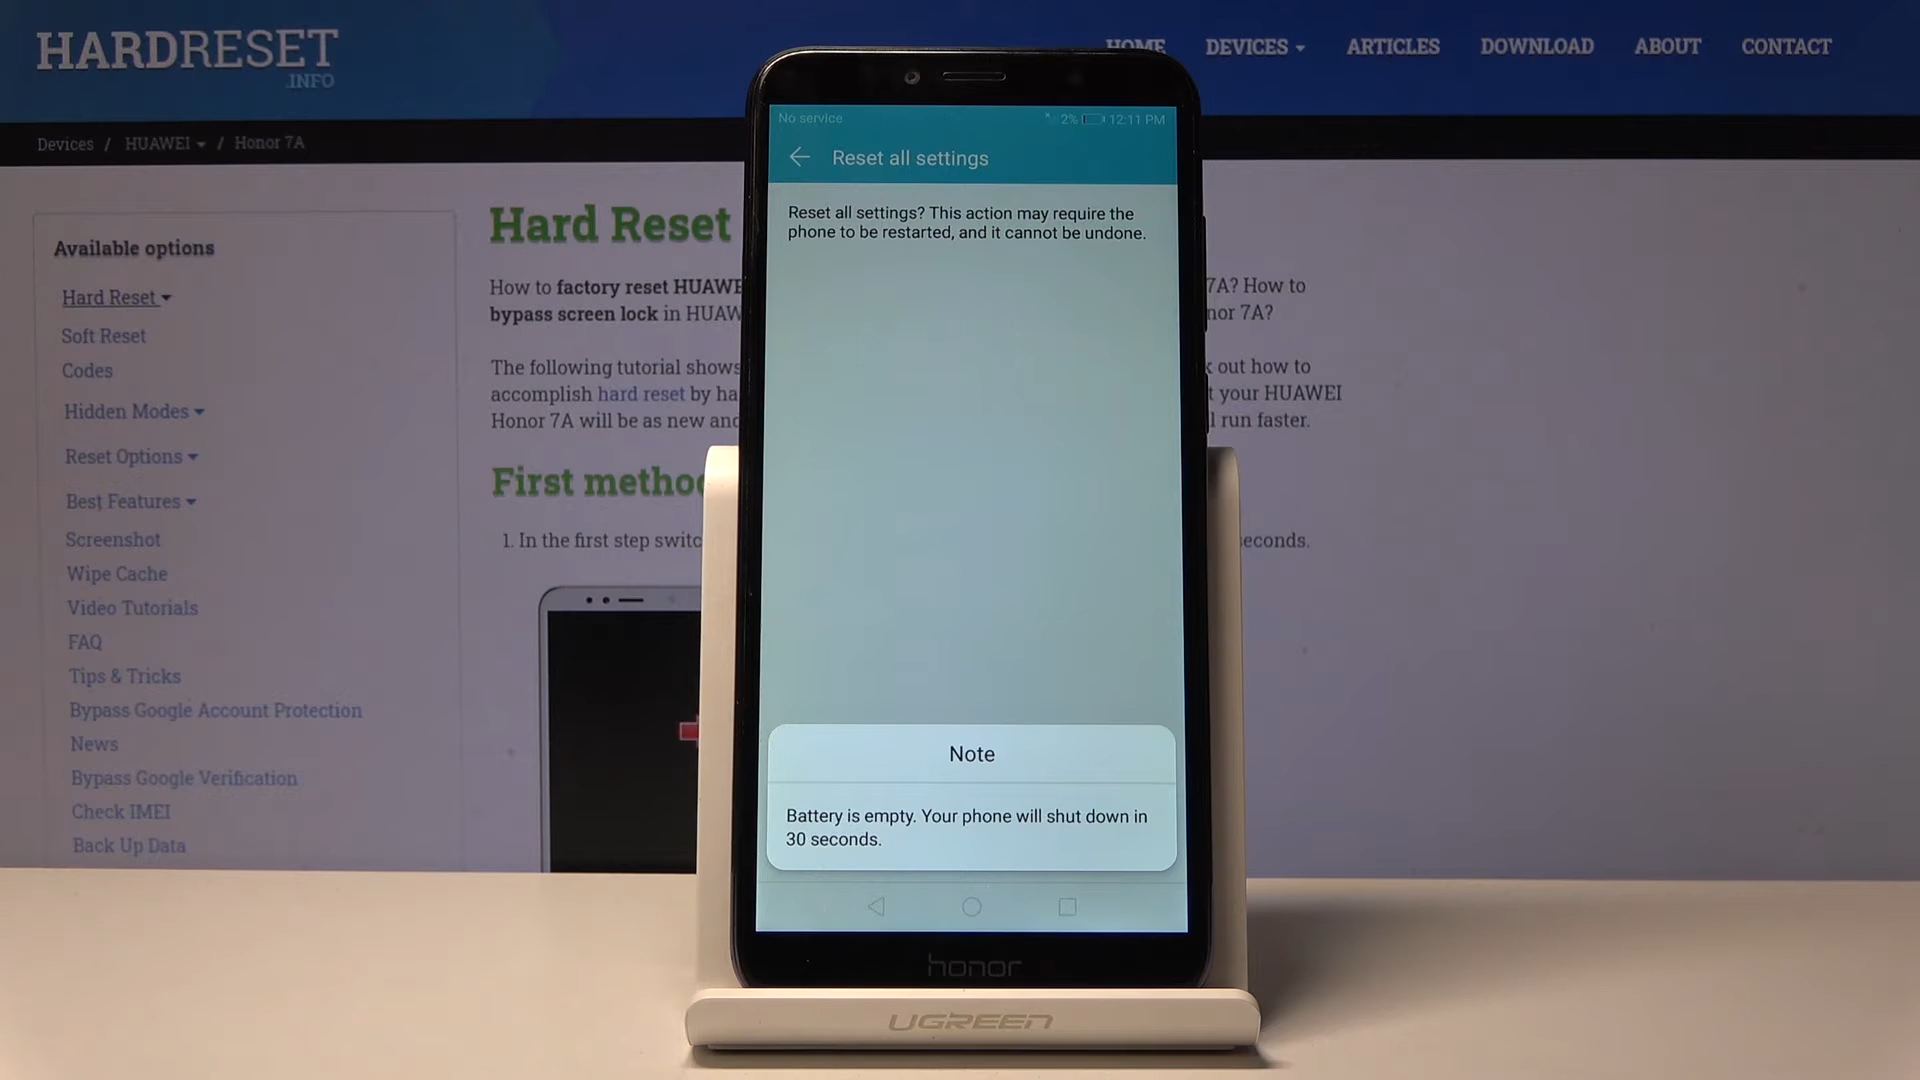 HARDRESET
.INFO
HOME DEVICES ARTICLES DOWNLOAD ABOUT CONTACT
Devices / HUAWEI / Honor 7A
Available options
Hard Reset
Soft Reset
Codes
Hidden Modes
Reset Options
Best Features
Screenshot
Wipe Cache
Video Tutorials
FAQ
Tips & Tricks
Bypass Google Account Protection
News
Bypass Google Verification
Check IMEI
Back Up Data
Hard Reset
How to factory reset HUAWE 7A? How to
bypass screen lock in HUAW nor 7A?
The following tutorial shows out how to
accomplish hard reset by ha t your HUAWEI
Honor 7A will be as new and l run faster.
First method
1. In the first step switc econds.
No service 2% 12:11 PM
Reset all settings
Reset all settings? This action may require the
phone to be restarted, and it cannot be undone.
Note
Battery is empty. Your phone will shut down in
30 seconds.
honor
UGREEN